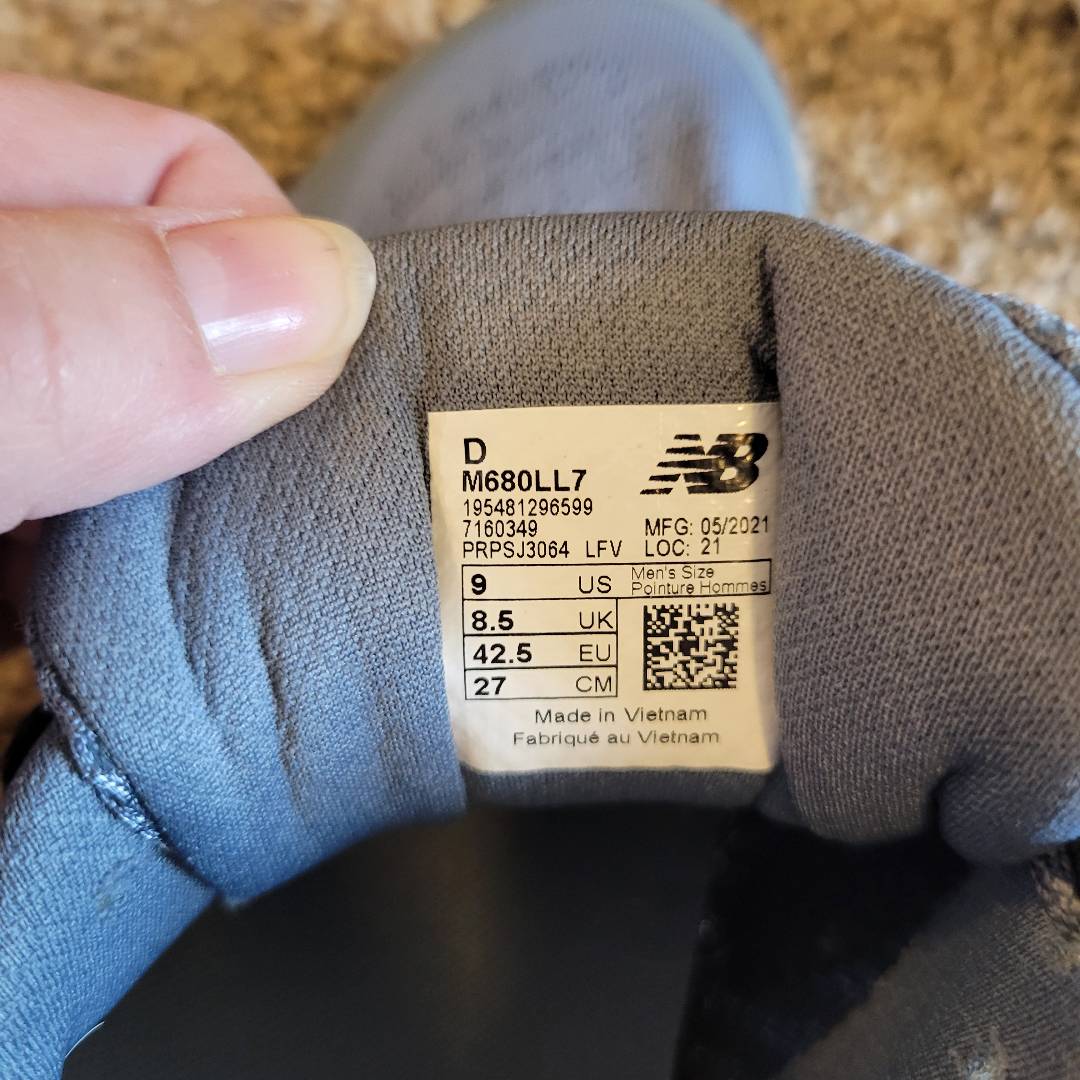 D
NB
M680LL7
195481296599
7160349 MFG: 05/2021
PRPSJ3064 LFV LOC: 21
9 US Men's Size
Pointure Hommes
8.5 UK
42.5 EU
27 CM
Made in Vietnam
Fabriqué au Vietnam